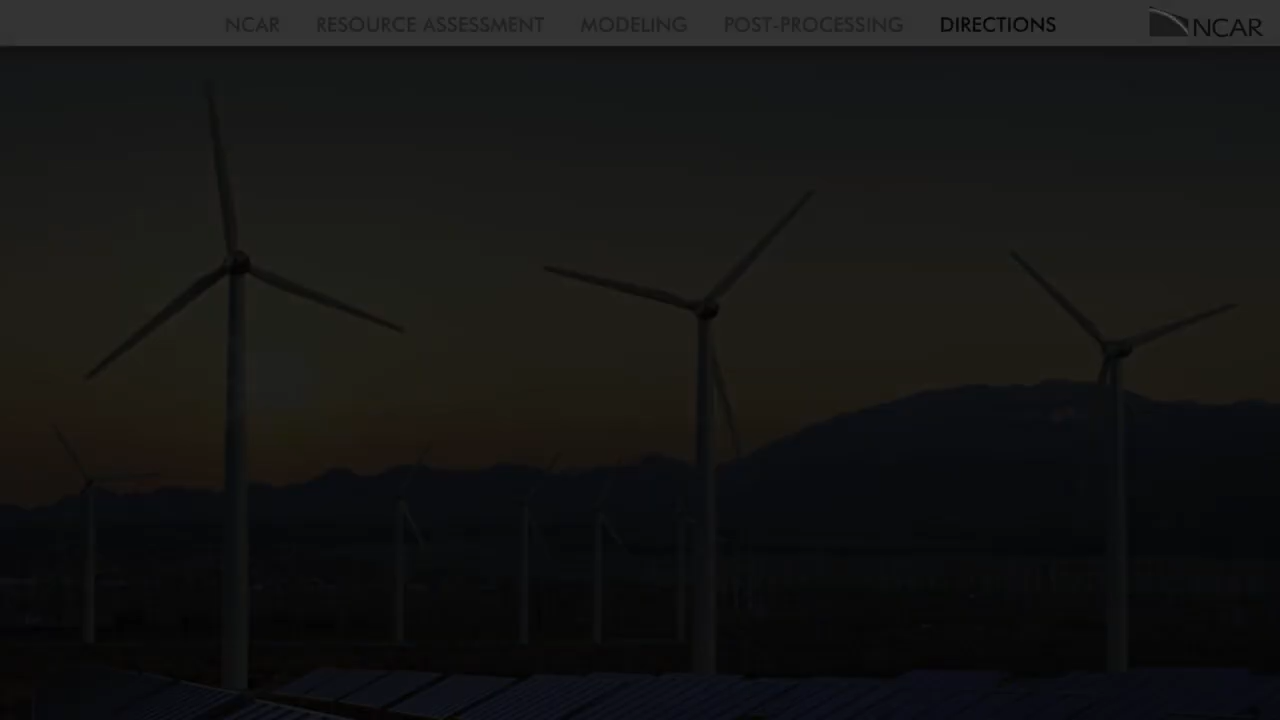 NCAR RESOURCE ASSESSMENT MODELING POST-PROCESSING DIRECTIONS NCAR